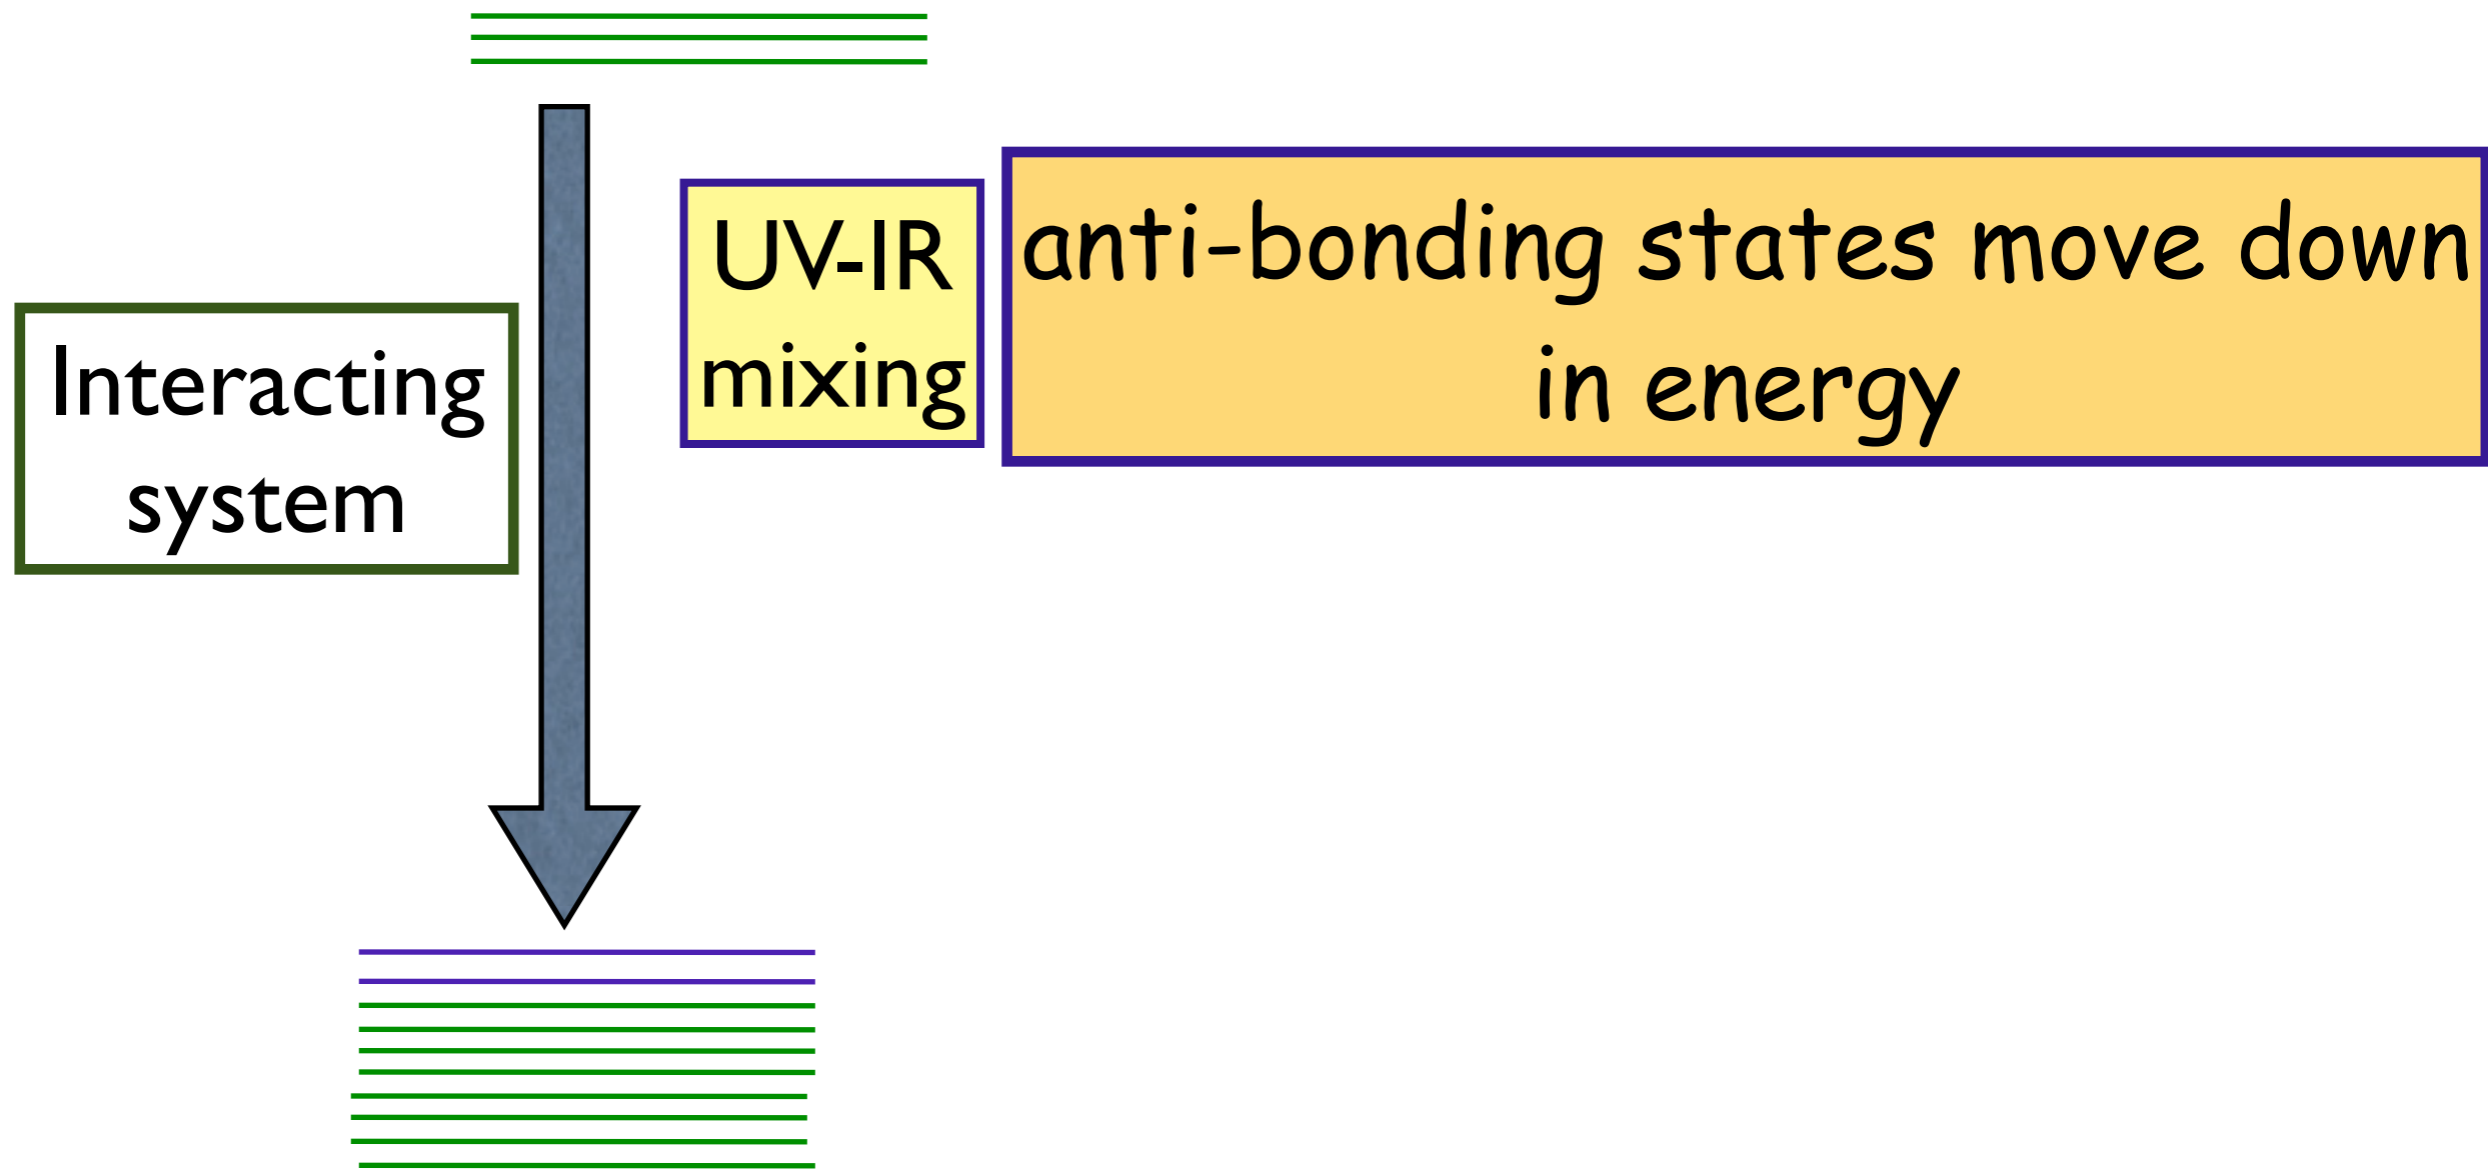 UV-IR
mixing
anti-bonding states move down
in energy
Interacting
system